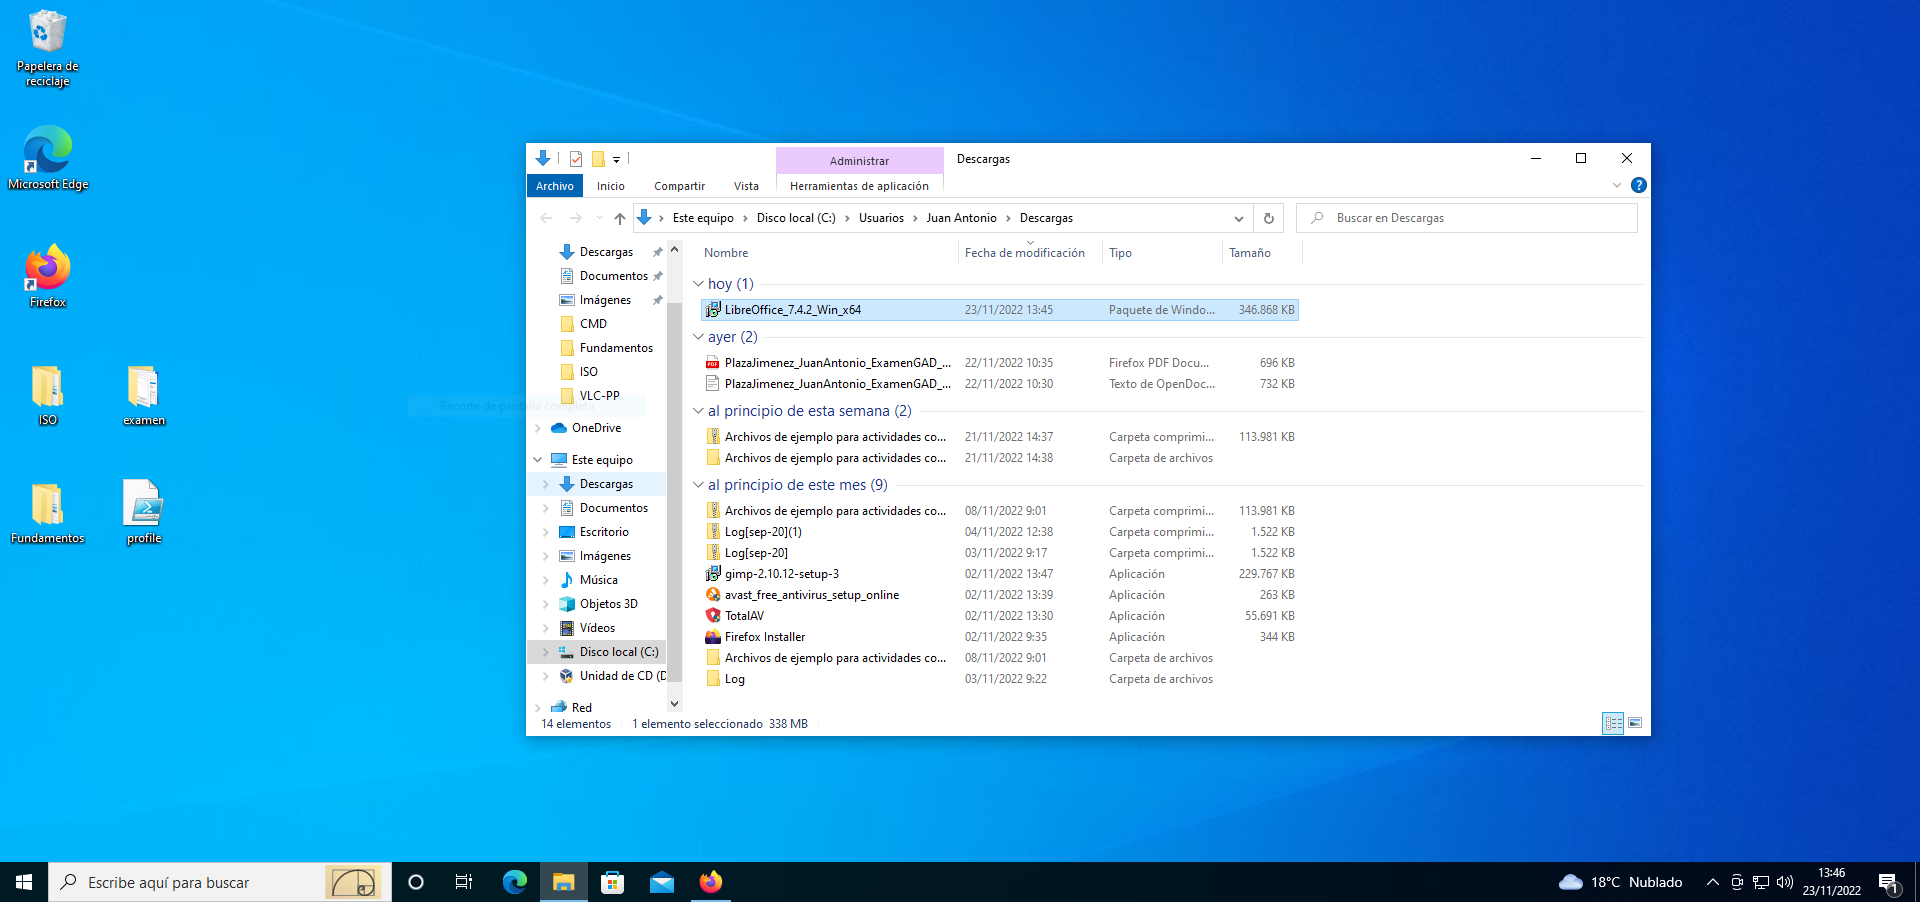 Papelera de
reciclaje
Microsoft Edge
Firefox
ISO
examen
Fundamentos
profile
Administrar
Descargas
Archivo
Inicio
Compartir
Vista
Herramientas de aplicación
?
Este equipo › Disco local (C:) › Usuarios › Juan Antonio › Descargas
Buscar en Descargas
Descargas
Documentos
Imágenes
CMD
Fundamentos
ISO
VLC-PP
Recorte de pantalla completa
OneDrive
Este equipo
Descargas
Documentos
Escritorio
Imágenes
Música
Objetos 3D
Vídeos
Disco local (C:)
Unidad de CD (D
Red
Nombre Fecha de modificación Tipo Tamaño
hoy (1)
LibreOffice_7.4.2_Win_x64 23/11/2022 13:45 Paquete de Windo... 346.868 KB
ayer (2)
PlazaJimenez_JuanAntonio_ExamenGAD_... 22/11/2022 10:35 Firefox PDF Docu... 696 KB
PlazaJimenez_JuanAntonio_ExamenGAD_... 22/11/2022 10:30 Texto de OpenDoc... 732 KB
al principio de esta semana (2)
Archivos de ejemplo para actividades co... 21/11/2022 14:37 Carpeta comprimi... 113.981 KB
Archivos de ejemplo para actividades co... 21/11/2022 14:38 Carpeta de archivos
al principio de este mes (9)
Archivos de ejemplo para actividades co... 08/11/2022 9:01 Carpeta comprimi... 113.981 KB
Log[sep-20](1) 04/11/2022 12:38 Carpeta comprimi... 1.522 KB
Log[sep-20] 03/11/2022 9:17 Carpeta comprimi... 1.522 KB
gimp-2.10.12-setup-3 02/11/2022 13:47 Aplicación 229.767 KB
avast_free_antivirus_setup_online 02/11/2022 13:39 Aplicación 263 KB
TotalAV 02/11/2022 13:30 Aplicación 55.691 KB
Firefox Installer 02/11/2022 9:35 Aplicación 344 KB
Archivos de ejemplo para actividades co... 08/11/2022 9:01 Carpeta de archivos
Log 03/11/2022 9:22 Carpeta de archivos
14 elementos 1 elemento seleccionado 338 MB
Escribe aquí para buscar
18°C Nublado
13:46
23/11/2022
1